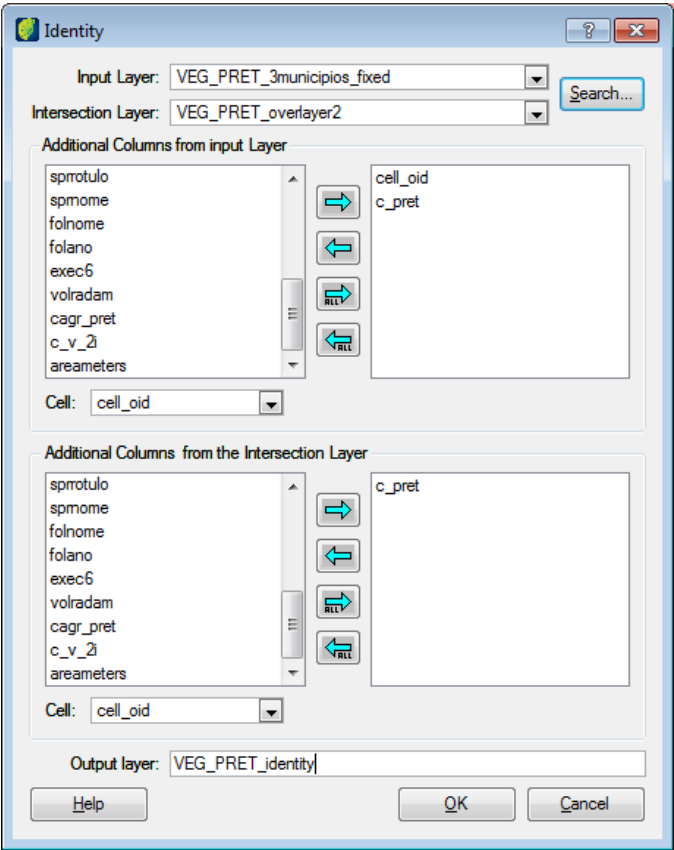 Identity
Input Layer: VEG_PRET_3municipios_fixed
Search...
Intersection Layer: VEG_PRET_overlayer2
Additional Columns from input Layer
sprrotulo
sprnome
folnome
folano
exec6
volradam
cagr_pret
c_v_2i
areameters
ALL
ALL
cell_oid
c_pret
Cell: cell_oid
Additional Columns from the Intersection Layer
sprrotulo
sprnome
folnome
folano
exec6
volradam
cagr_pret
c_v_2i
areameters
ALL
ALL
c_pret
Cell: cell_oid
Output layer: VEG_PRET_identity
Help OK Cancel